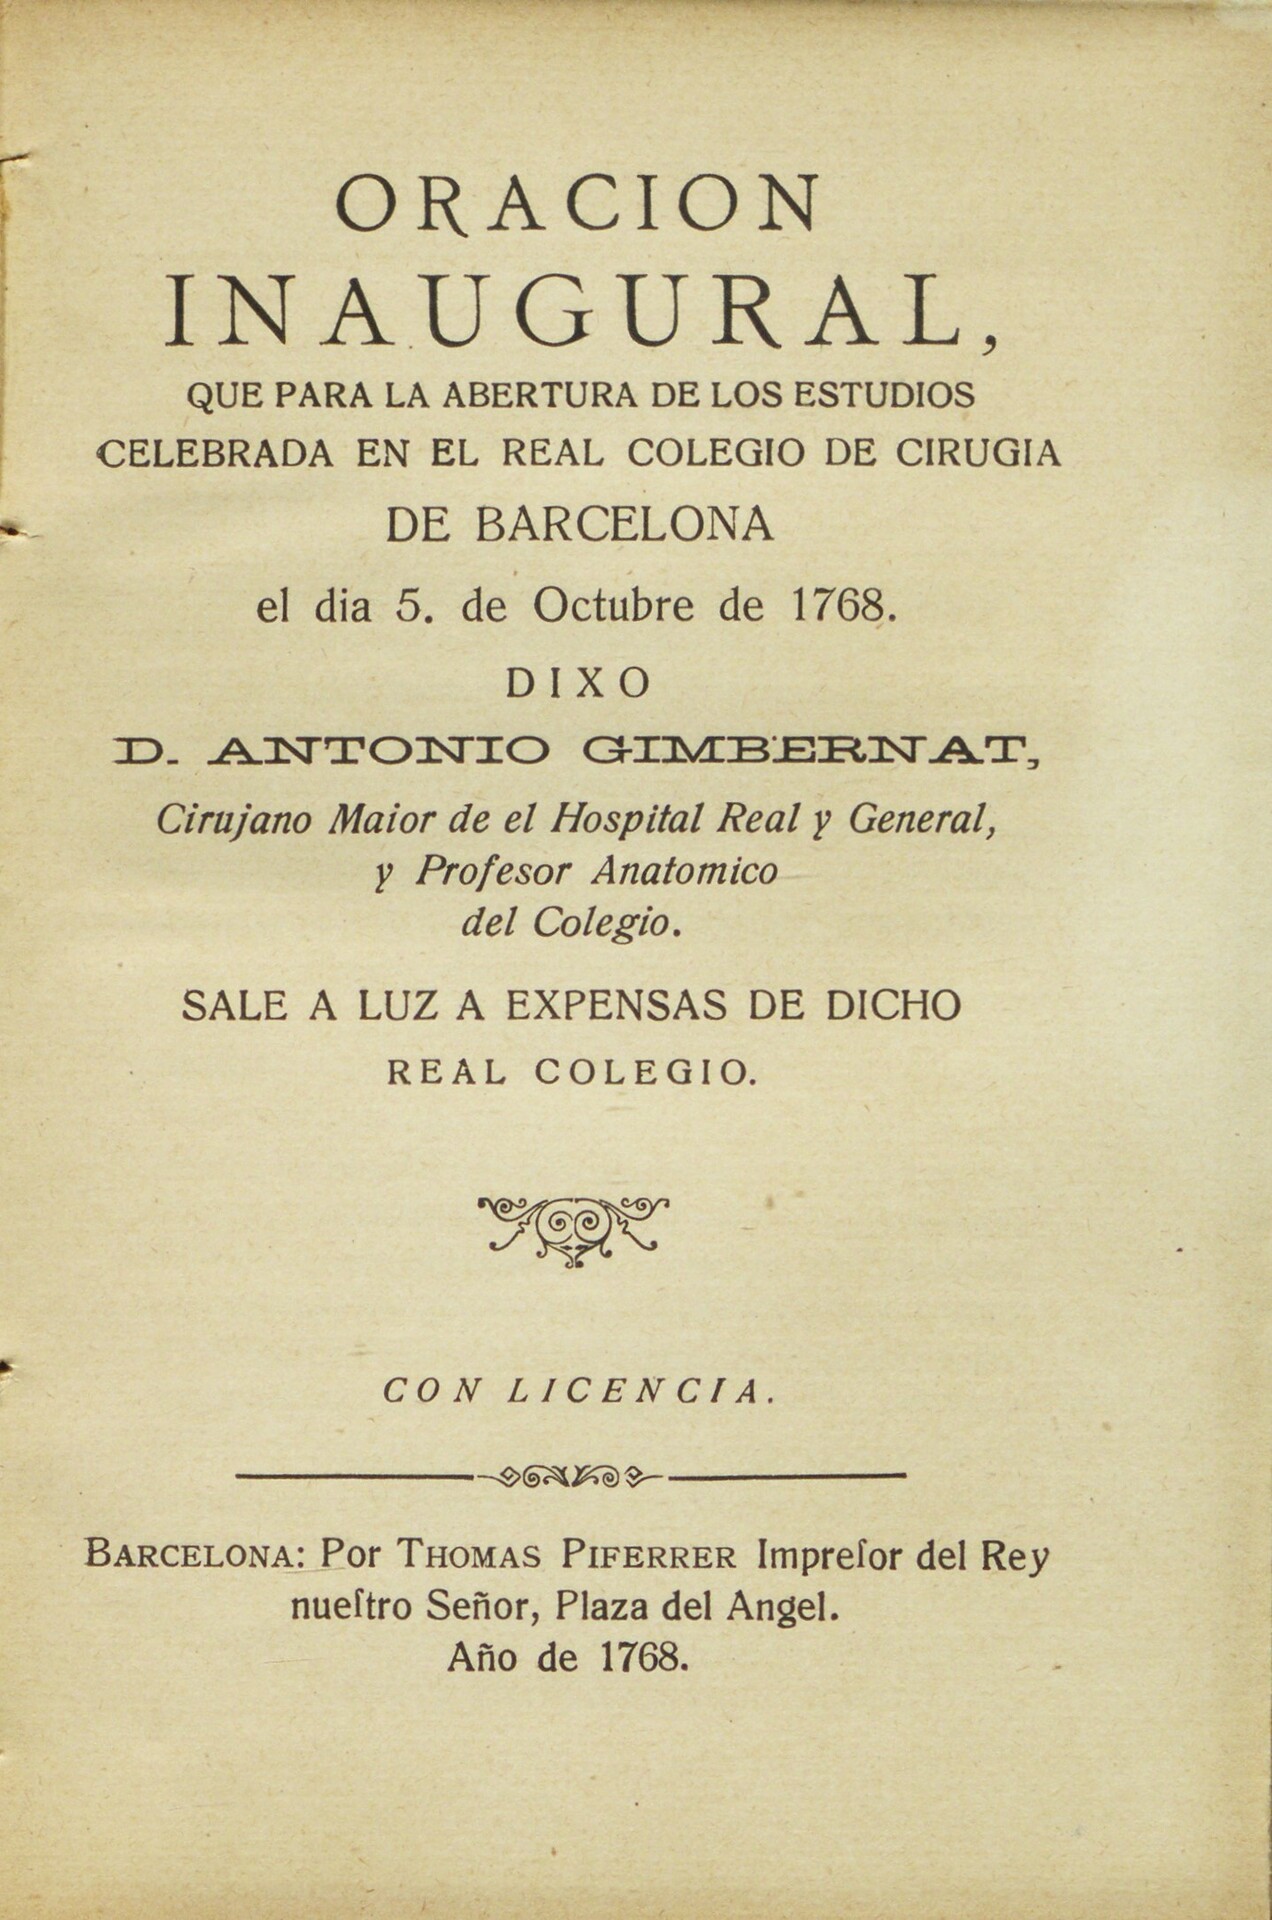 ORACION
INAUGURAL,
QUE PARA LA ABERTURA DE LOS ESTUDIOS
CELEBRADA EN EL REAL COLEGIO DE CIRUGIA
DE BARCELONA
el dia 5. de Octubre de 1768.
DIXO
D. ANTONIO GIMBERNAT,
Cirujano Maior de el Hospital Real y General,
y Profesor Anatomico
del Colegio.
SALE A LUZ A EXPENSAS DE DICHO
REAL COLEGIO.
CON LICENCIA.
BARCELONA: Por THOMAS PIFERRER Impreſor del Rey
nueſtro Señor, Plaza del Angel.
Año de 1768.